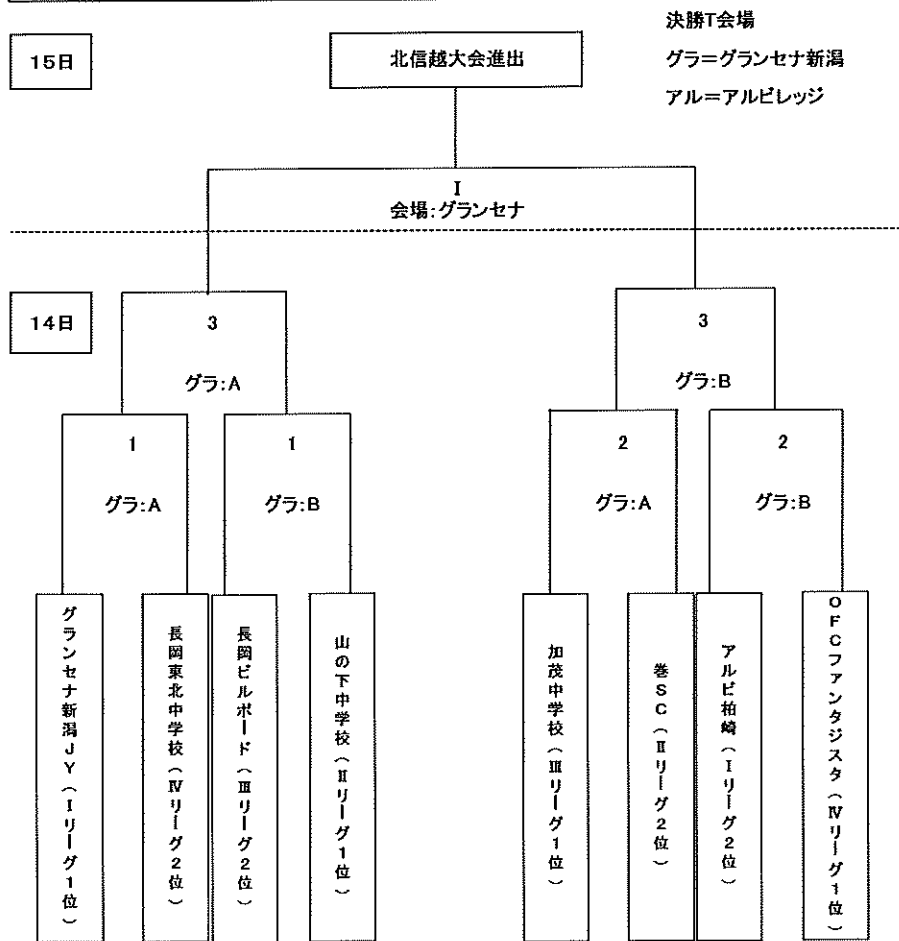 決勝T会場
15日
北信越大会進出
グラ=グランセナ新潟
アル=アルビレッジ
I
会場:グランセナ
14日
3
3
グラ:A
グラ:B
1
1
2
2
グラ:A
グラ:B
グラ:A
グラ:B
グランセナ新潟JY(Ⅰリーグ1位)
長岡東北中学校(Ⅳリーグ2位)
長岡ビルボード(Ⅲリーグ2位)
山の下中学校(Ⅱリーグ1位)
加茂中学校(Ⅲリーグ1位)
巻SC(Ⅱリーグ2位)
アルビ柏崎(Ⅰリーグ2位)
OFCファンタジスタ(Ⅳリーグ1位)